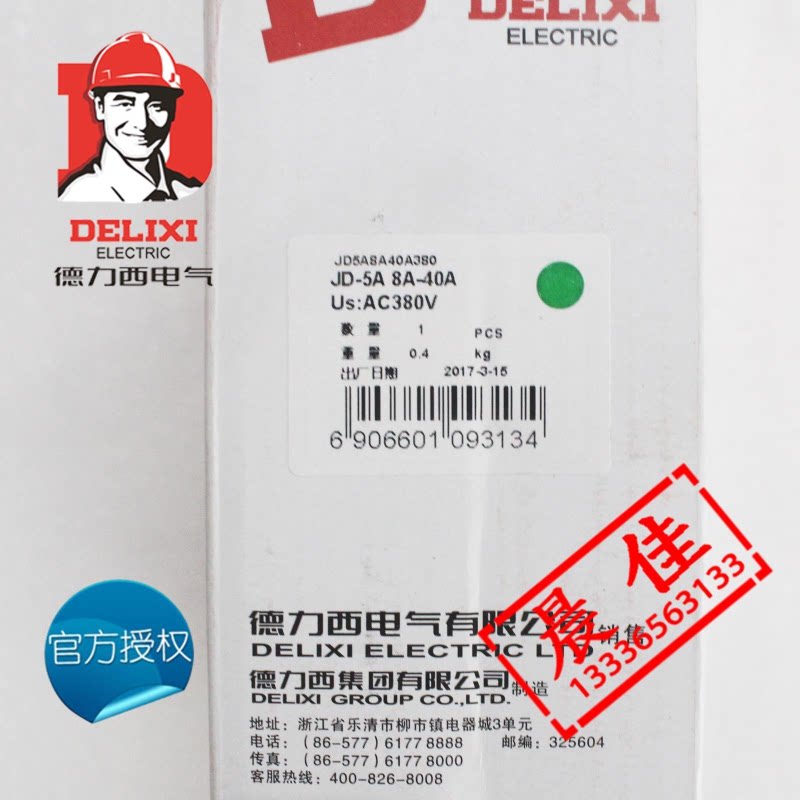 DELIXI
ELECTRIC
DELIXI
ELECTRIC
德力西电气
JD5A8A40A380
JD-5A 8A-40A
Us:AC380V
数量 1 PCS
重量 0.4 kg
出厂日期 2017-3-15
6 906601 093134
官方授权
晨佳
13336563133
德力西电气有限公司 销售
DELIXI ELECTRIC LTD
德力西集团有限公司 制造
DELIXI GROUP CO.,LTD.
地址: 浙江省乐清市柳市镇电器城3单元
电话: (86-577) 6177 8888 邮编: 325604
传真: (86-577) 6177 8000
客服热线: 400-826-8008